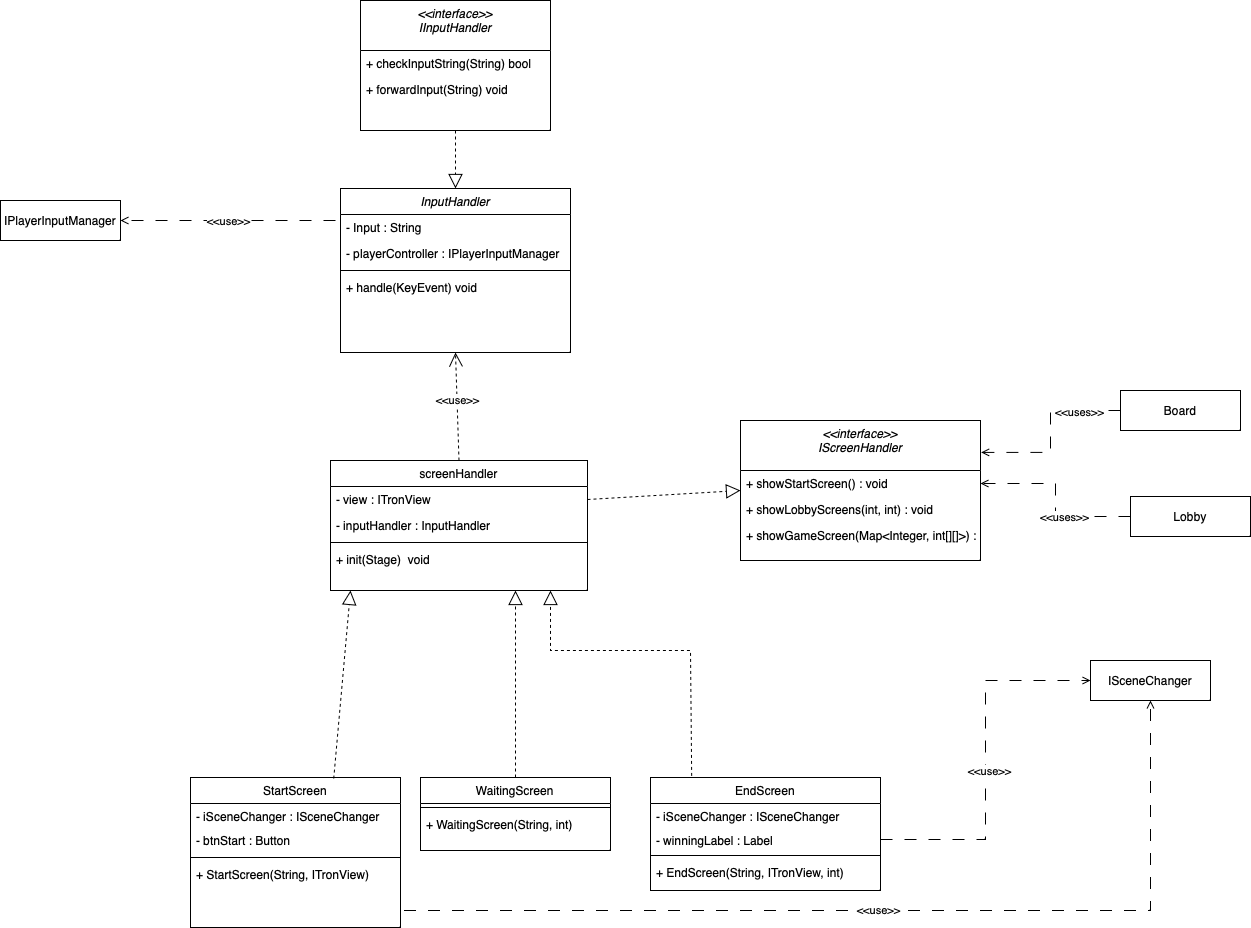 <<interface>>
IInputHandler
+ checkInputString(String) bool
+ forwardInput(String) void
InputHandler
- Input : String
- playerController : IPlayerInputManager
+ handle(KeyEvent) void
IPlayerInputManager
<<use>>
<<use>>
screenHandler
- view : ITronView
- inputHandler : InputHandler
+ init(Stage)  void
<<interface>>
IScreenHandler
+ showStartScreen() : void
+ showLobbyScreens(int, int) : void
+ showGameScreen(Map<Integer, int[][]>) :
<<uses>>
Board
<<uses>>
Lobby
ISceneChanger
<<use>>
StartScreen
- iSceneChanger : ISceneChanger
- btnStart : Button
+ StartScreen(String, ITronView)
WaitingScreen
+ WaitingScreen(String, int)
EndScreen
- iSceneChanger : ISceneChanger
- winningLabel : Label
+ EndScreen(String, ITronView, int)
<<use>>